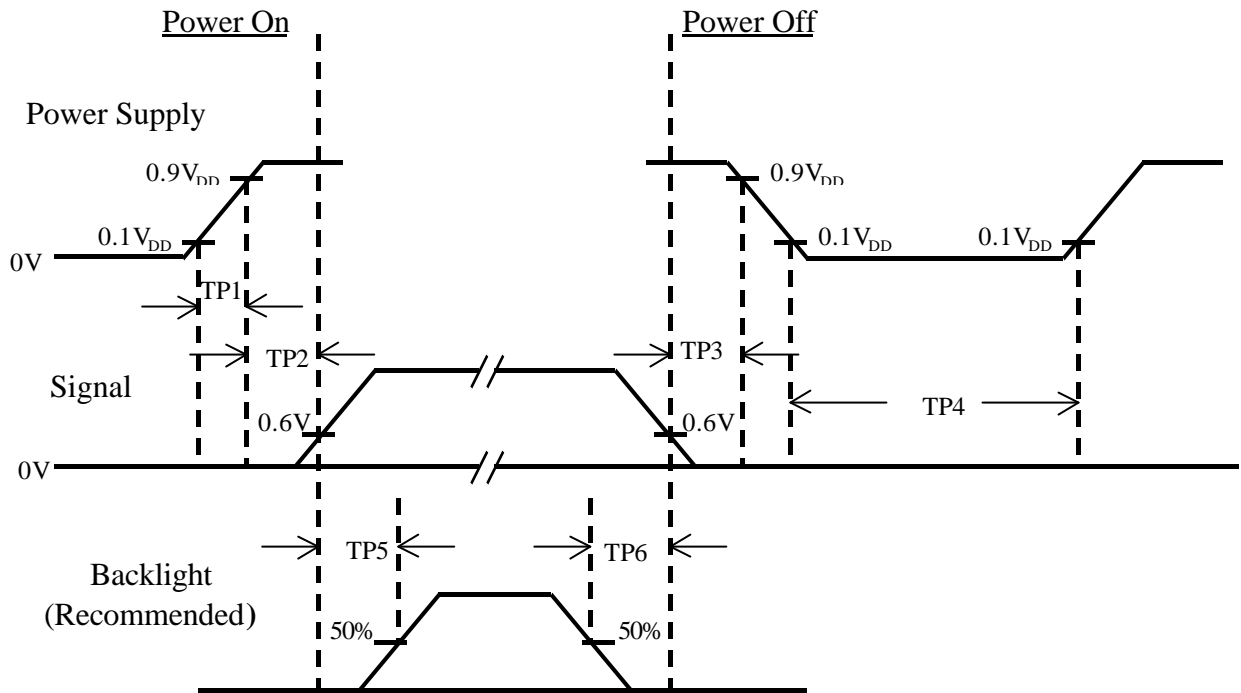 Power On
Power Off
Power Supply
0.9VDD
0.9VDD
0.1VDD
0.1VDD
0.1VDD
0V
TP1
TP2
TP3
Signal
TP4
0.6V
0.6V
0V
TP5
TP6
Backlight
(Recommended)
50%
50%